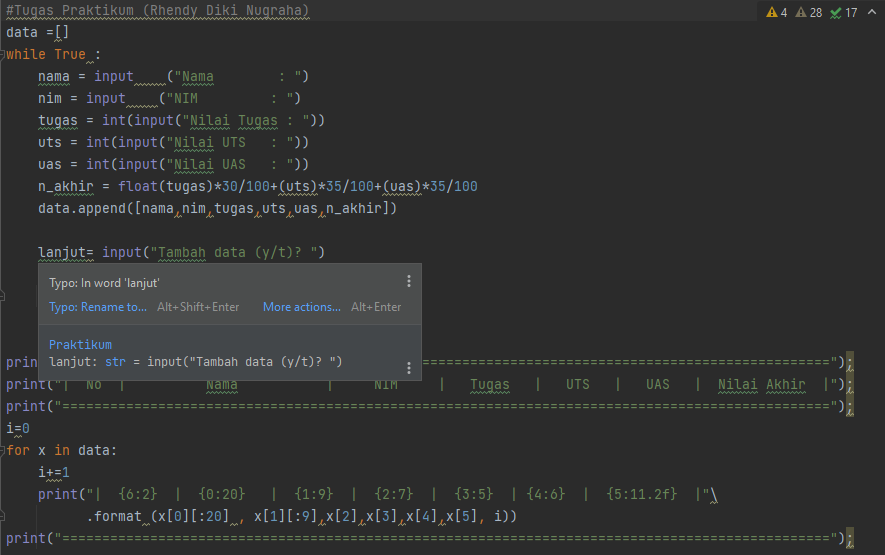 #Tugas Praktikum (Rhendy Diki Nugraha)
4 28 17
data =[]
while True :
    nama = input    ("Nama        : ")
    nim = input    ("NIM         : ")
    tugas = int(input("Nilai Tugas : "))
    uts = int(input("Nilai UTS   : "))
    uas = int(input("Nilai UAS   : "))
    n_akhir = float(tugas)*30/100+(uts)*35/100+(uas)*35/100
    data.append([nama,nim,tugas,uts,uas,n_akhir])
    lanjut= input("Tambah data (y/t)? ")
Typo: In word 'lanjut'
Typo: Rename to... Alt+Shift+Enter More actions... Alt+Enter
Praktikum
lanjut: str = input("Tambah data (y/t)? ")
print ===================================================");
print("|  No  |          Nama           |     NIM     |   Tugas   |   UTS   |   UAS   |  Nilai Akhir  |");
print("================================================================================================");
i=0
for x in data:
    i+=1
    print("|  {6:2}  |  {0:20}   |  {1:9}  |  {2:7}  |  {3:5}  | {4:6}  |  {5:11.2f}  |"\
          .format (x[0][:20] , x[1][:9],x[2],x[3],x[4],x[5], i))
print("================================================================================================");